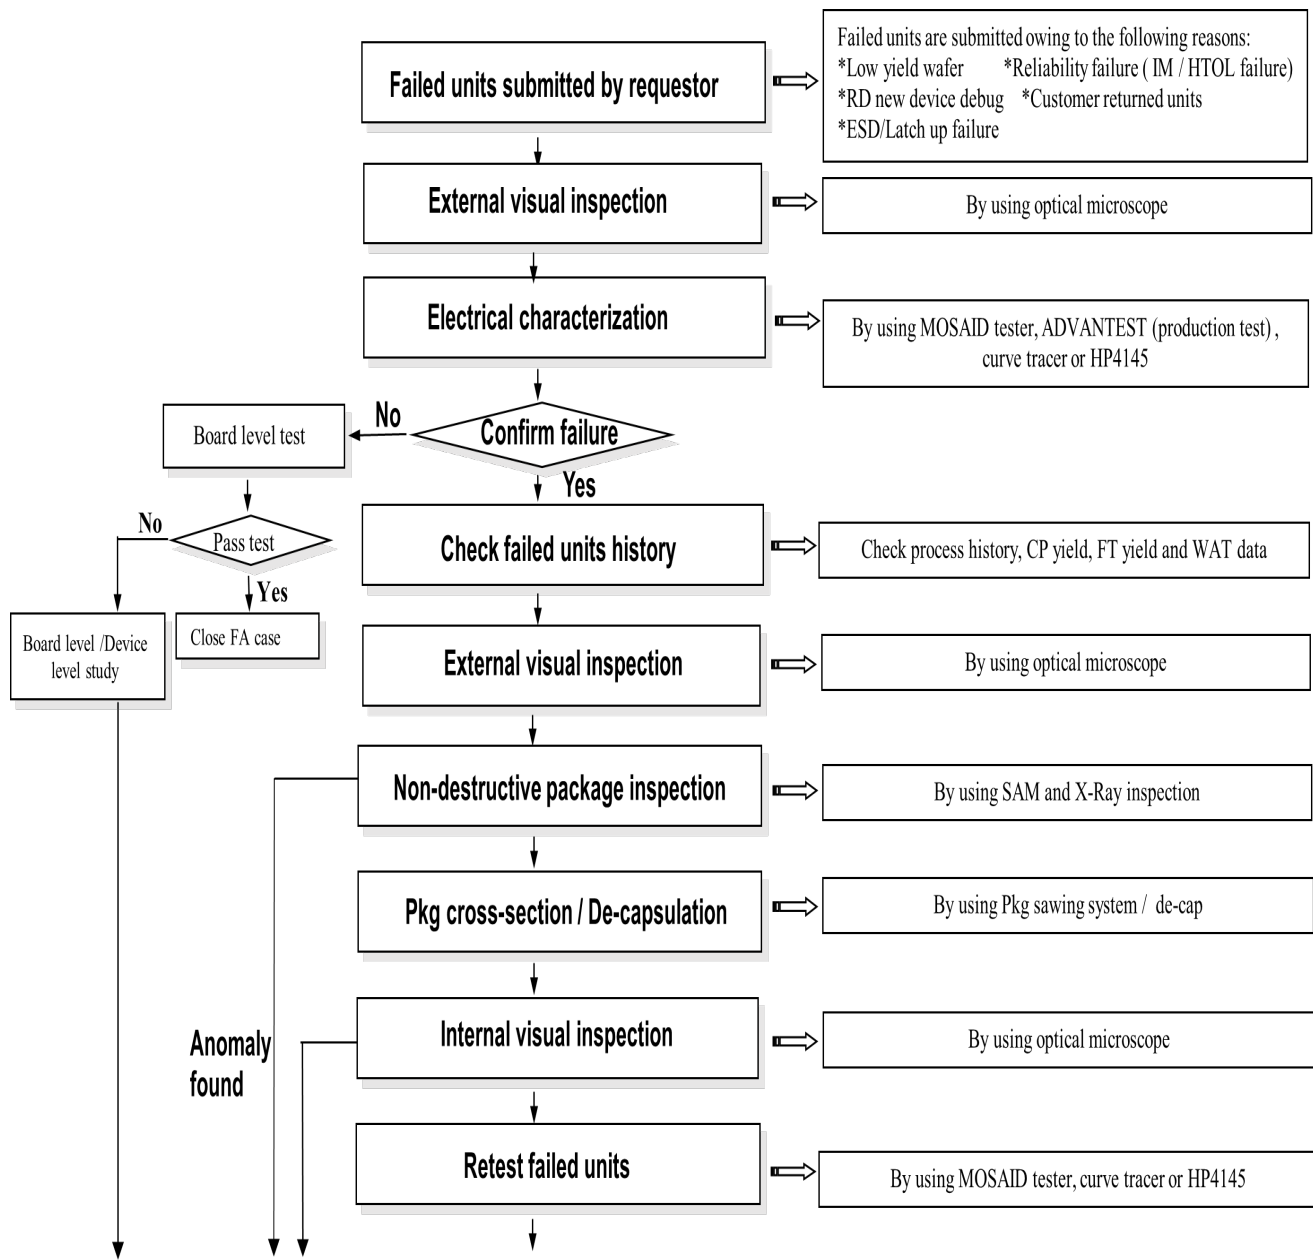 Failed units submitted by requestor
Failed units are submitted owing to the following reasons:
*Low yield wafer *Reliability failure ( IM / HTOL failure)
*RD new device debug *Customer returned units
*ESD/Latch up failure
External visual inspection
By using optical microscope
Electrical characterization
By using MOSAID tester, ADVANTEST (production test) ,
curve tracer or HP4145
No
Confirm failure
Board level test
Yes
No
Pass test
Check failed units history
Check process history, CP yield, FT yield and WAT data
Yes
Board level /Device
level study
Close FA case
External visual inspection
By using optical microscope
Non-destructive package inspection
By using SAM and X-Ray inspection
Pkg cross-section / De-capsulation
By using Pkg sawing system / de-cap
Internal visual inspection
By using optical microscope
Anomaly
found
Retest failed units
By using MOSAID tester, curve tracer or HP4145